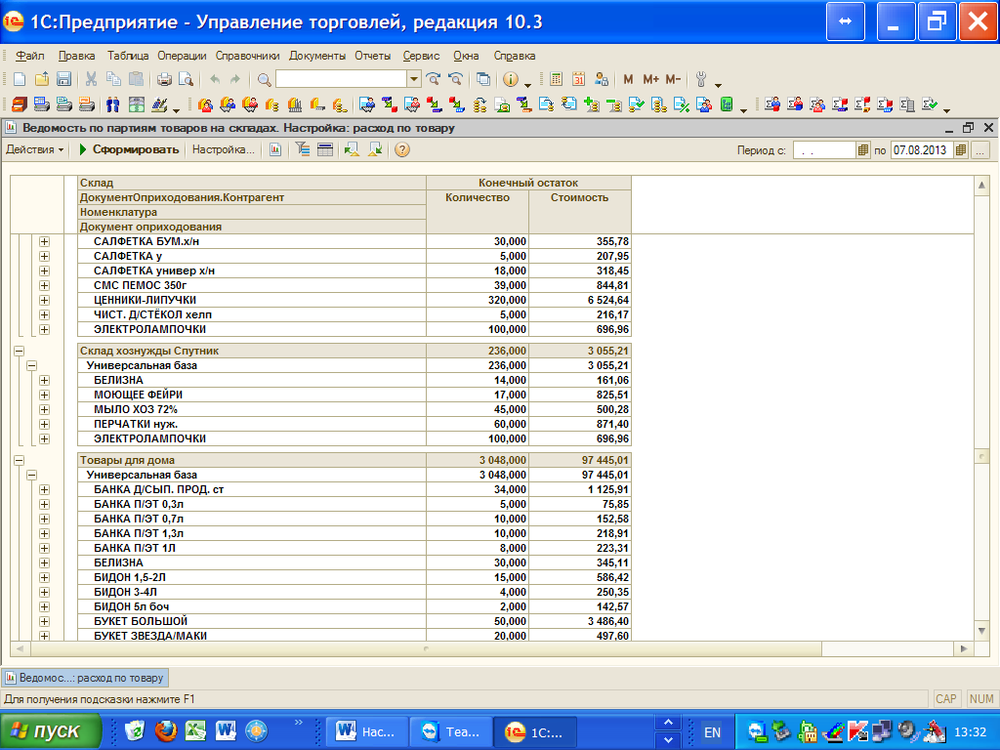 1С:Предприятие - Управление торговлей, редакция 10.3
Файл Правка Таблица Операции Справочники Документы Отчеты Сервис Окна Справка
M M+ M-
Ведомость по партиям товаров на складах. Настройка: расход по товару
Действия Сформировать Настройка... Период с: . . по 07.08.2013 ...
Склад Конечный остаток
ДокументОприходования.Контрагент Количество Стоимость
Номенклатура
Документ оприходования
САЛФЕТКА БУМ.х/н 30,000 355,78
САЛФЕТКА у 5,000 207,95
САЛФЕТКА универ х/н 18,000 318,45
СМС ПЕМОС 350г 39,000 844,81
ЦЕННИКИ-ЛИПУЧКИ 320,000 6 524,64
ЧИСТ. Д/СТЁКОЛ хелп 5,000 216,17
ЭЛЕКТРОЛАМПОЧКИ 100,000 696,96
Склад хознужды Спутник 236,000 3 055,21
Универсальная база 236,000 3 055,21
БЕЛИЗНА 14,000 161,06
МОЮЩЕЕ ФЕЙРИ 17,000 825,51
МЫЛО ХОЗ 72% 45,000 500,28
ПЕРЧАТКИ нуж. 60,000 871,40
ЭЛЕКТРОЛАМПОЧКИ 100,000 696,96
Товары для дома 3 048,000 97 445,01
Универсальная база 3 048,000 97 445,01
БАНКА Д/СЫП. ПРОД. ст 34,000 1 125,91
БАНКА П/ЭТ 0,3л 5,000 75,85
БАНКА П/ЭТ 0,7л 10,000 152,58
БАНКА П/ЭТ 1,3л 10,000 218,91
БАНКА П/ЭТ 1Л 8,000 223,31
БЕЛИЗНА 30,000 345,11
БИДОН 1,5-2Л 15,000 586,42
БИДОН 3-4Л 4,000 250,35
БИДОН 5л боч 2,000 142,57
БУКЕТ БОЛЬШОЙ 50,000 3 486,40
БУКЕТ ЗВЕЗДА/МАКИ 20,000 497,60
Ведомос...: расход по товару
Для получения подсказки нажмите F1 CAP NUM
пуск » Нас... Tea... 1С:... EN 13:32